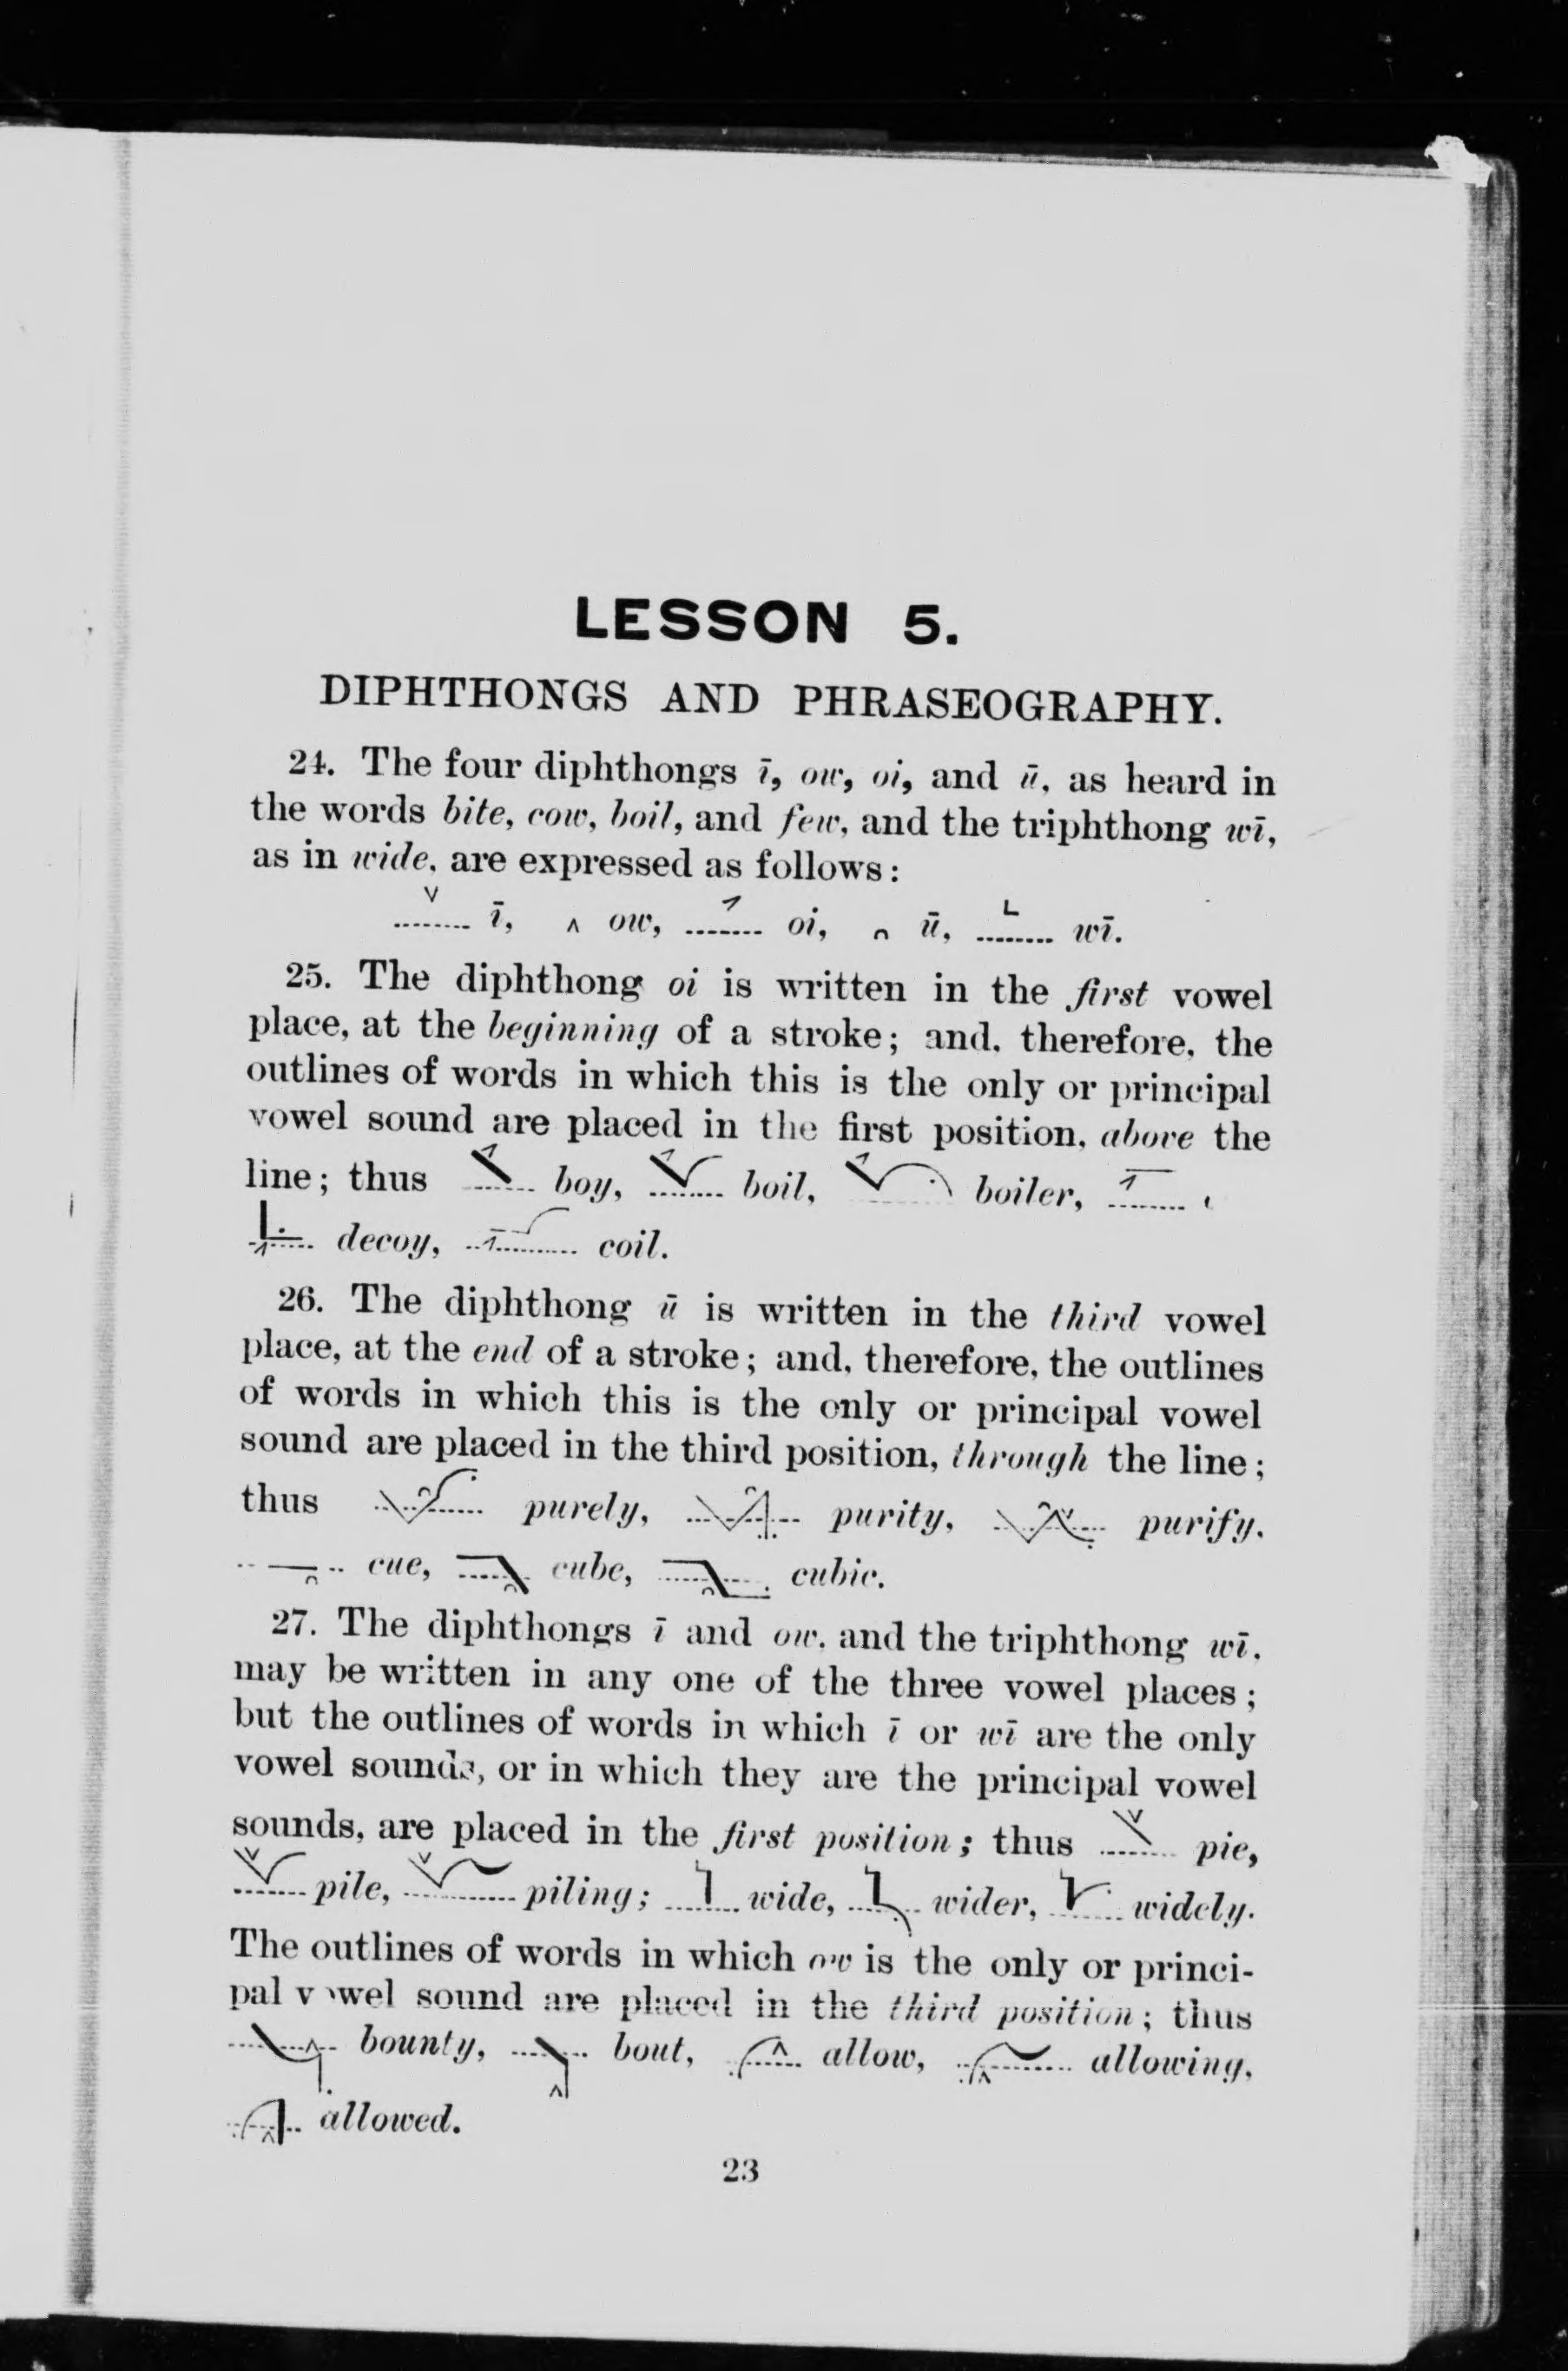 LESSON 5.
DIPHTHONGS AND PHRASEOGRAPHY.
24. The four diphthongs ī, ow, oi, and ū, as heard in
the words bite, cow, boil, and few, and the triphthong wī,
as in wide, are expressed as follows:
ī, ow, oi, ū, wī.
25. The diphthong oi is written in the first vowel
place, at the beginning of a stroke; and, therefore, the
outlines of words in which this is the only or principal
vowel sound are placed in the first position, above the
line; thus boy, boil, boiler,
decoy, coil.
26. The diphthong ū is written in the third vowel
place, at the end of a stroke; and, therefore, the outlines
of words in which this is the only or principal vowel
sound are placed in the third position, through the line;
thus purely, purity, purify,
cue, cube, cubic.
27. The diphthongs ī and ow, and the triphthong wī,
may be written in any one of the three vowel places;
but the outlines of words in which ī or wī are the only
vowel sounds, or in which they are the principal vowel
sounds, are placed in the first position; thus pie,
pile, piling; wide, wider, widely.
The outlines of words in which ow is the only or princi-
pal vowel sound are placed in the third position; thus
bounty, bout, allow, allowing,
allowed.
23